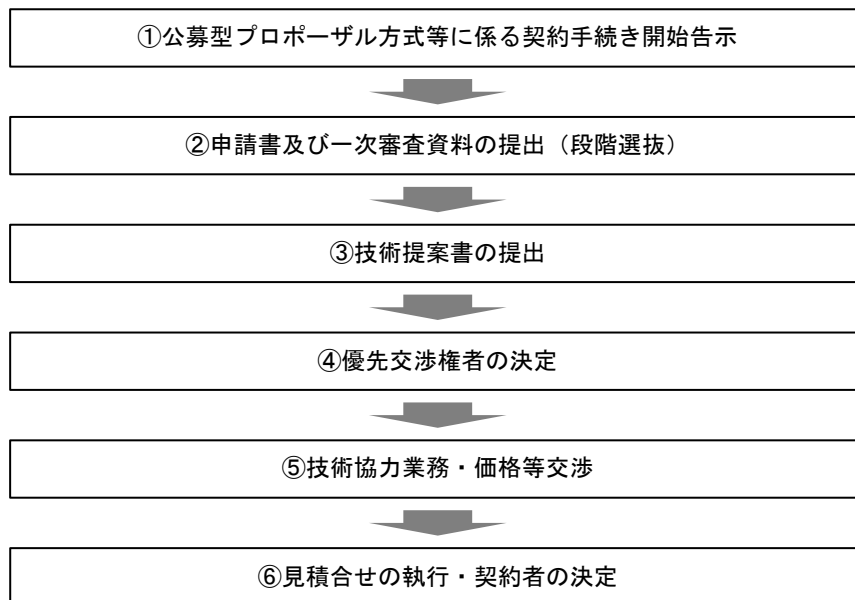 ①公募型プロポーザル方式等に係る契約手続き開始告示
②申請書及び一次審査資料の提出（段階選抜）
③技術提案書の提出
④優先交渉権者の決定
⑤技術協力業務・価格等交渉
⑥見積合せの執行・契約者の決定